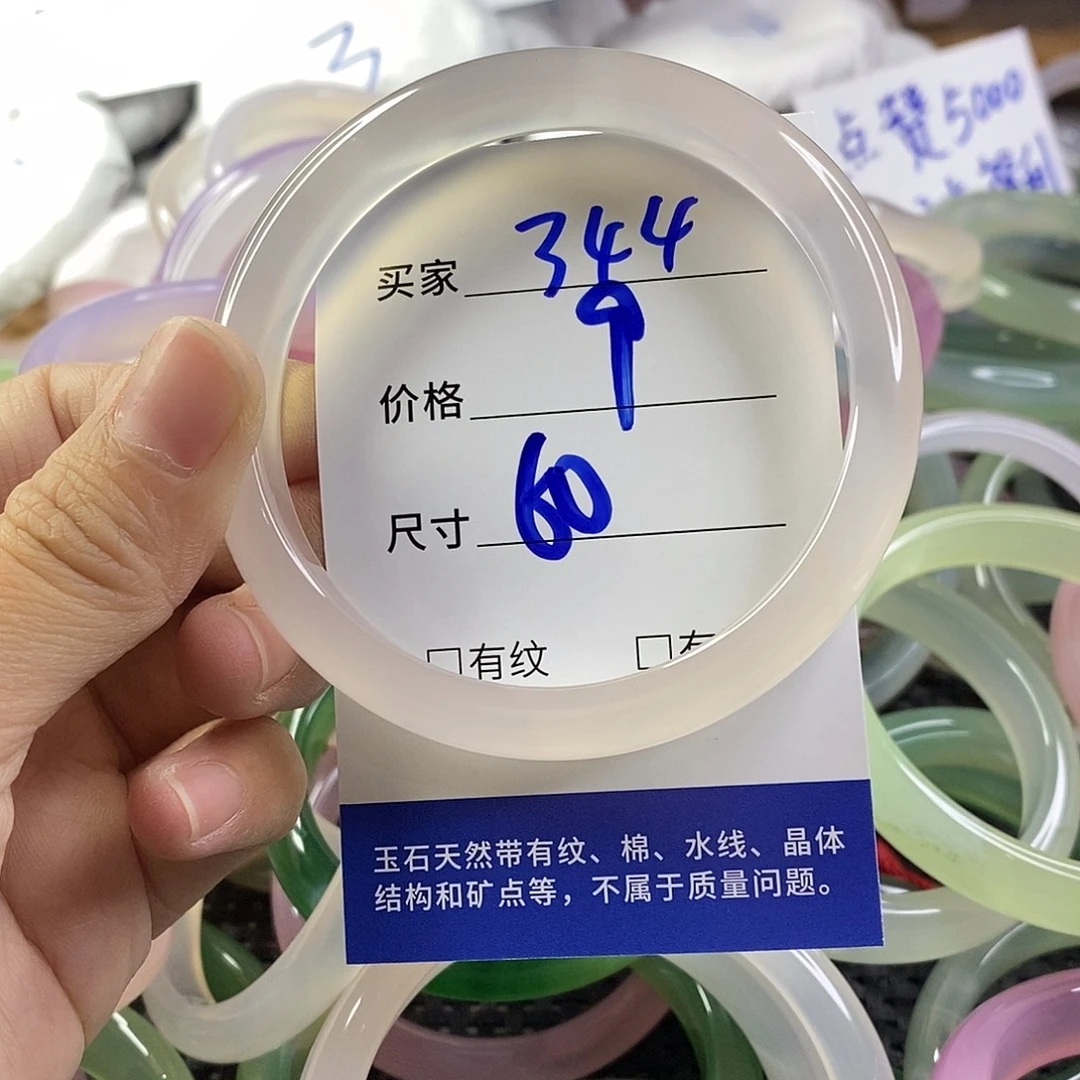 3
点赞5000
买家 344
价格 9
尺寸 60
□有纹 □有
玉石天然带有纹、棉、水线、晶体
结构和矿点等，不属于质量问题。